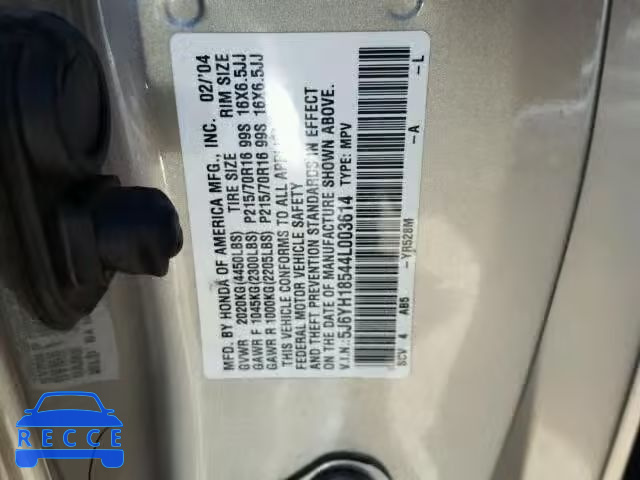 MFD. BY HONDA OF AMERICA MFG., INC. 02/'04
GVWR 2020KG(4450LBS) TIRE SIZE RIM SIZE
GAWR F 1045KG(2300LBS) P215/70R16 99S 16X6.5JJ
GAWR R 1000KG(2205LBS) P215/70R16 99S 16X6.5JJ
THIS VEHICLE CONFORMS TO ALL
FEDERAL MOTOR VEHICLE SAFETY
AND THEFT PREVENTION STANDARDS IN EFFECT
ON THE DATE OF MANUFACTURE SHOWN ABOVE.
V.I.N.: 5J6YH18544L003614 TYPE: MPV
SCV 4 AB5 -YR528M -A -L
RECCE